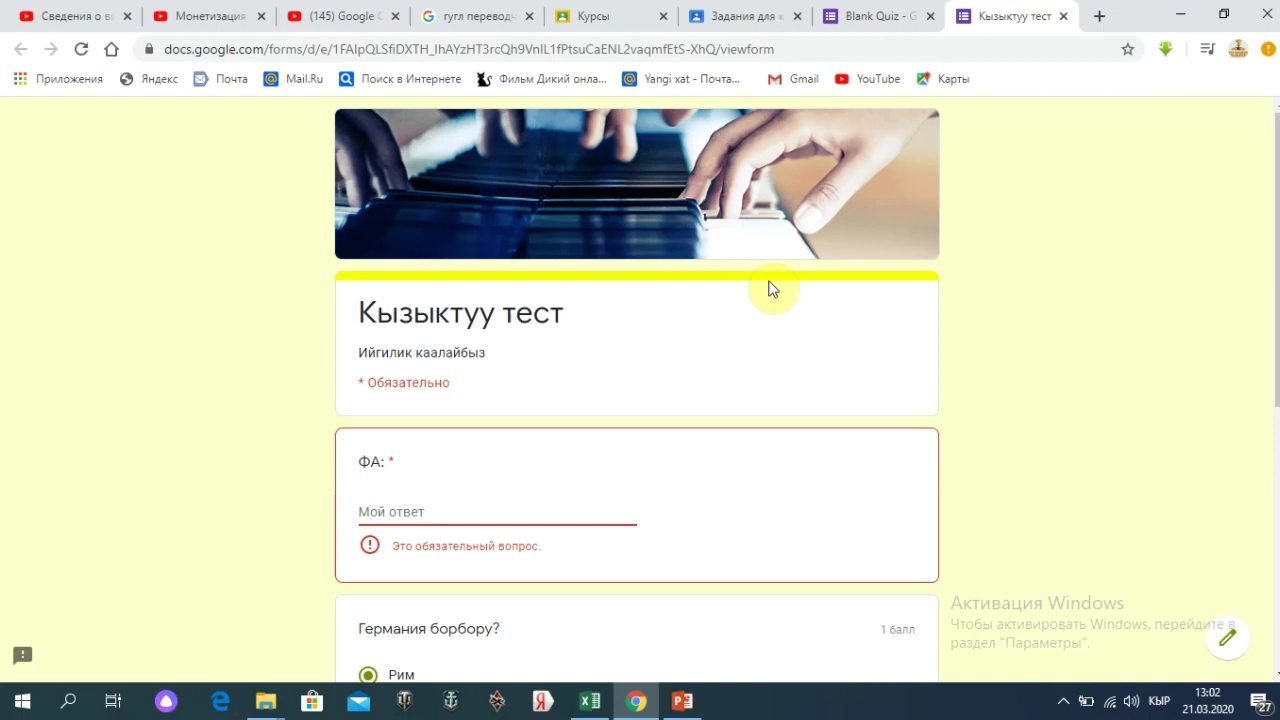 Сведения о в
Монетизация
(145) Google С
гугл переводч
Курсы
Задания для к
Blank Quiz - G
Кызыктуу тест
docs.google.com/forms/d/e/1FAIpQLSfiDXTH_IhAYzHT3rcQh9VnlL1fPtsuCaENL2vaqmfEtS-XhQ/viewform
Приложения
Яндекс
Почта
Mail.Ru
Поиск в Интернете
Фильм Дикий онла...
Yangi xat - Почта...
Gmail
YouTube
Карты
Кызыктуу тест
Ийгилик каалайбыз
* Обязательно
ФА: *
Мой ответ
Это обязательный вопрос.
Германия борбору?
1 балл
Рим
Активация Windows
Чтобы активировать Windows, перейдите в
раздел "Параметры".
КЫР
13:02
21.03.2020
27